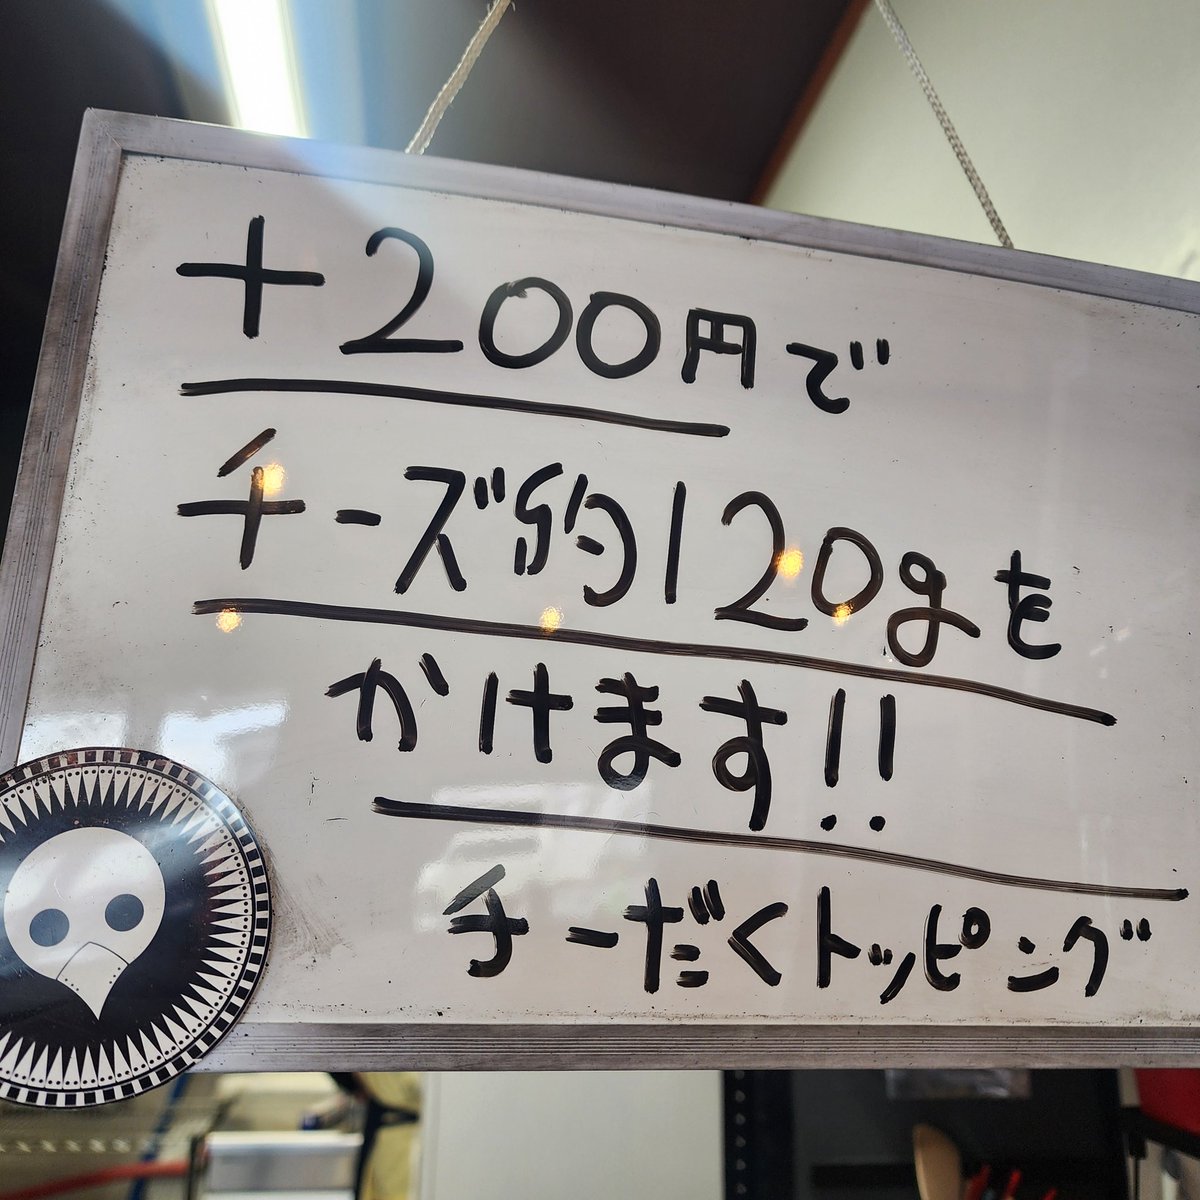 +200円で
チーズ約120gを
かけます!!
チーだくトッピング